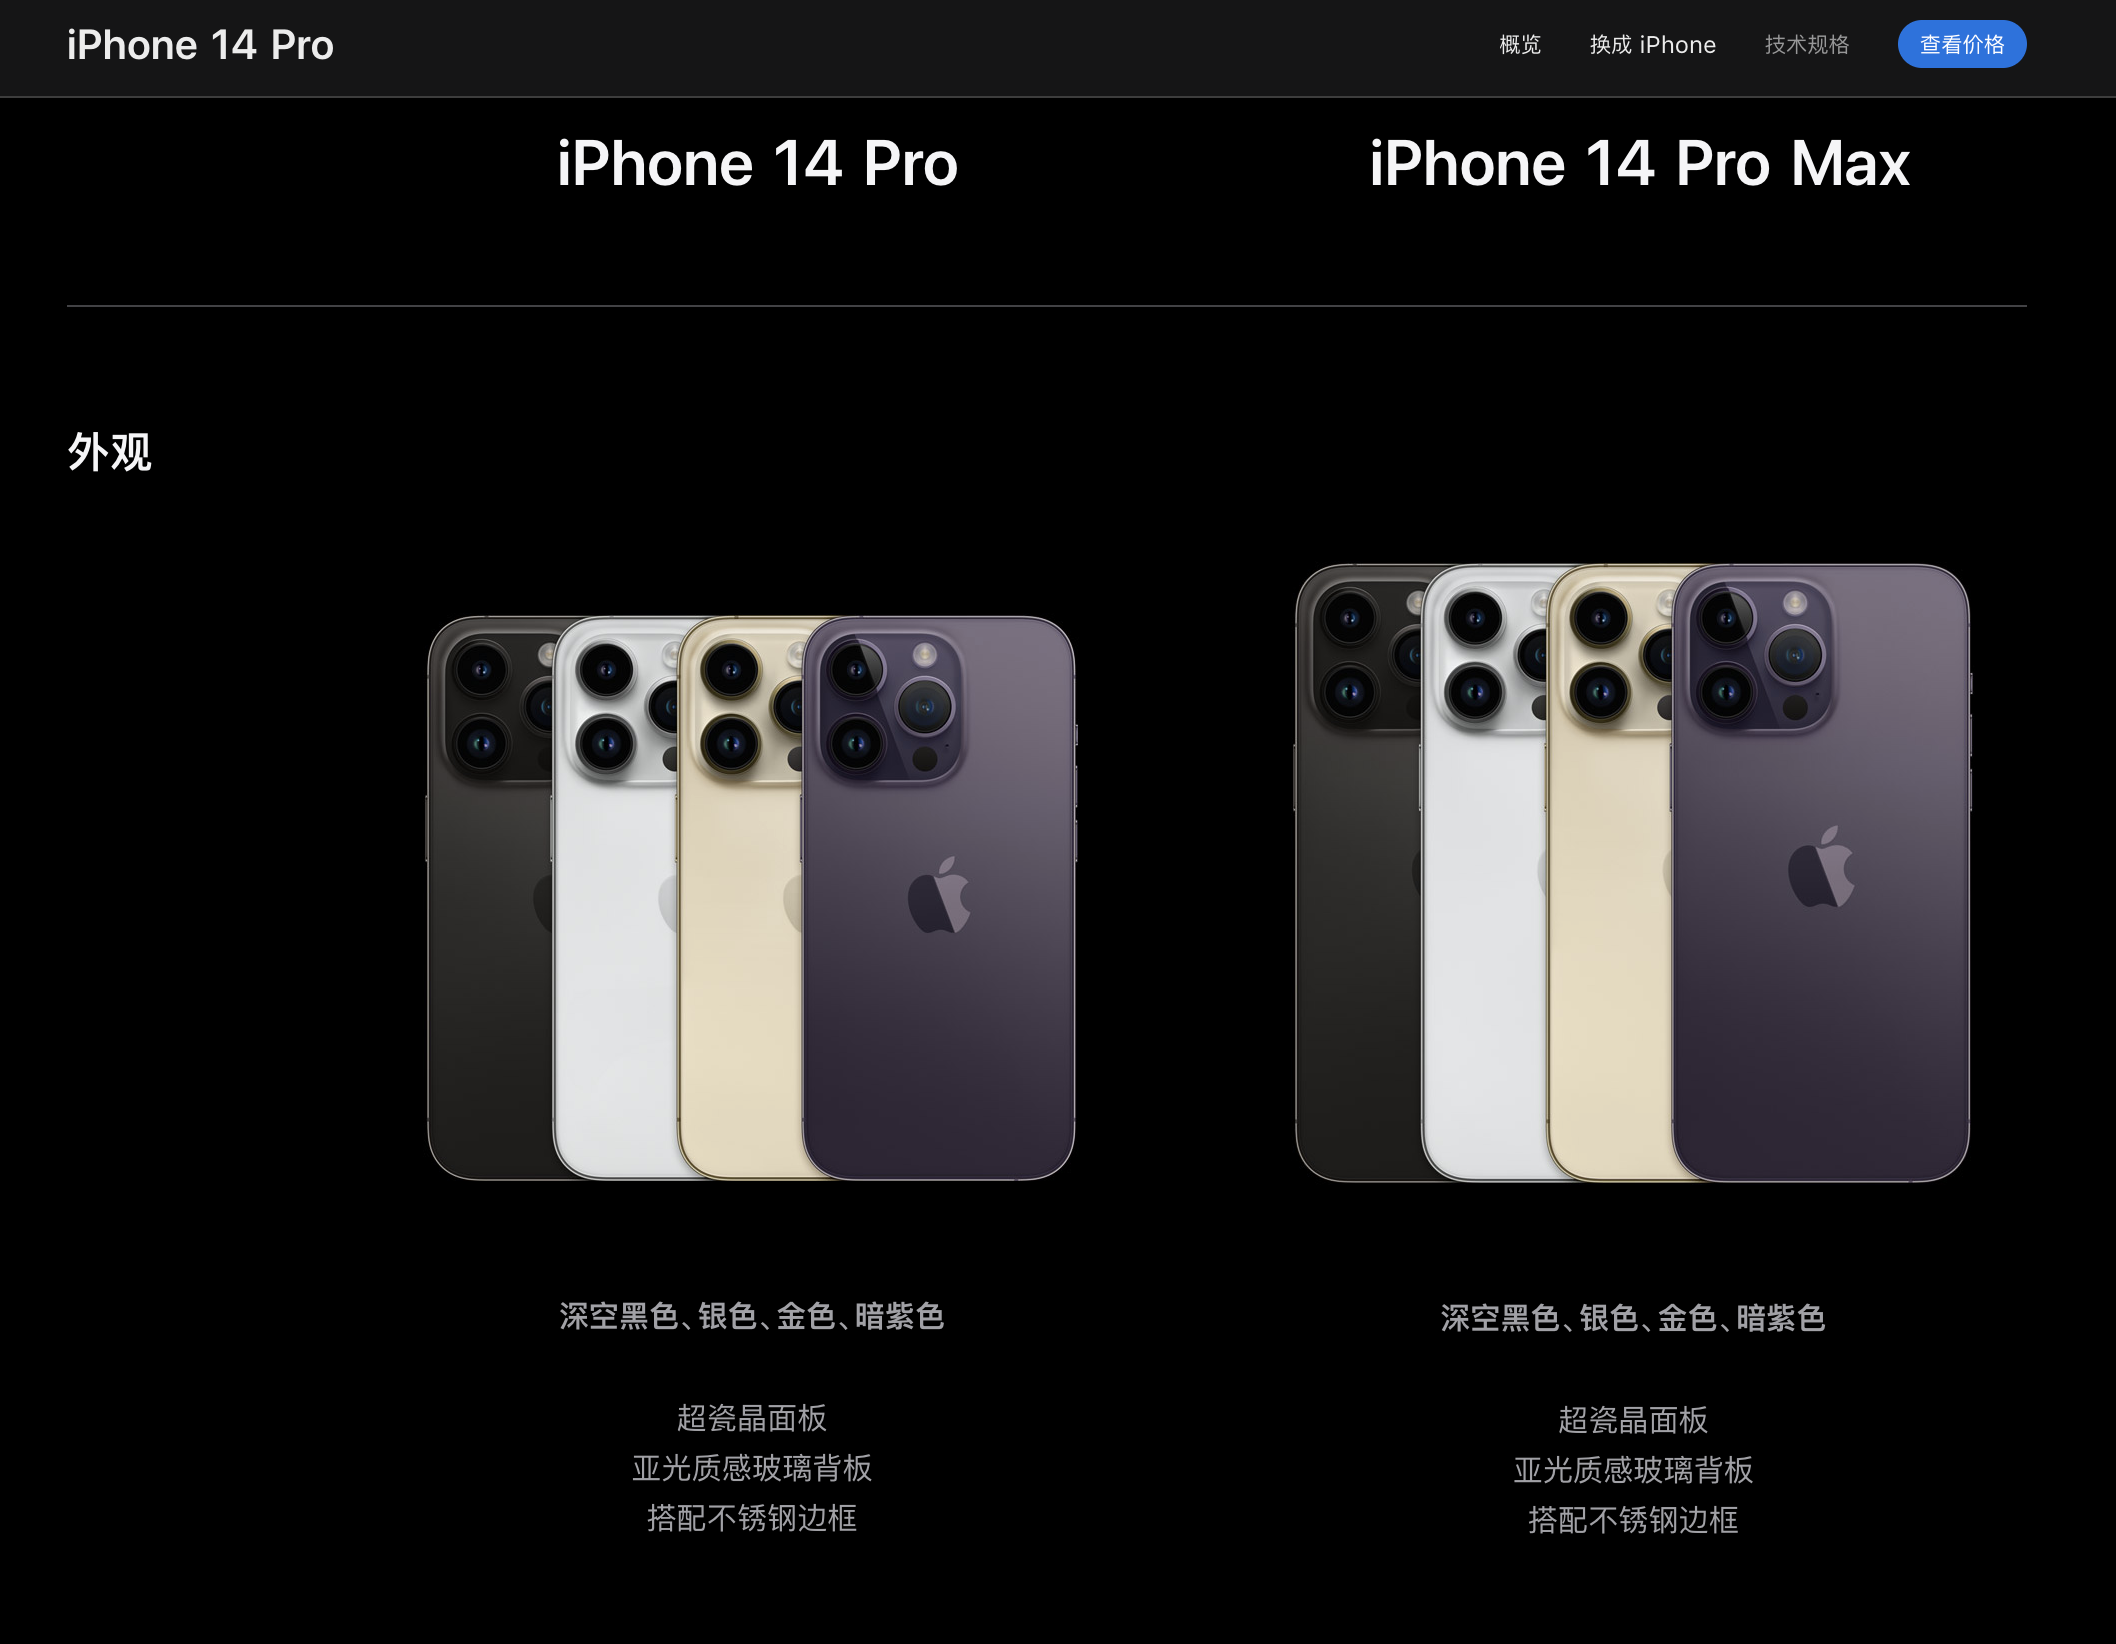 iPhone 14 Pro
概览 换成 iPhone 技术规格 查看价格
iPhone 14 Pro iPhone 14 Pro Max
外观
深空黑色、银色、金色、暗紫色
超瓷晶面板
亚光质感玻璃背板
搭配不锈钢边框
深空黑色、银色、金色、暗紫色
超瓷晶面板
亚光质感玻璃背板
搭配不锈钢边框